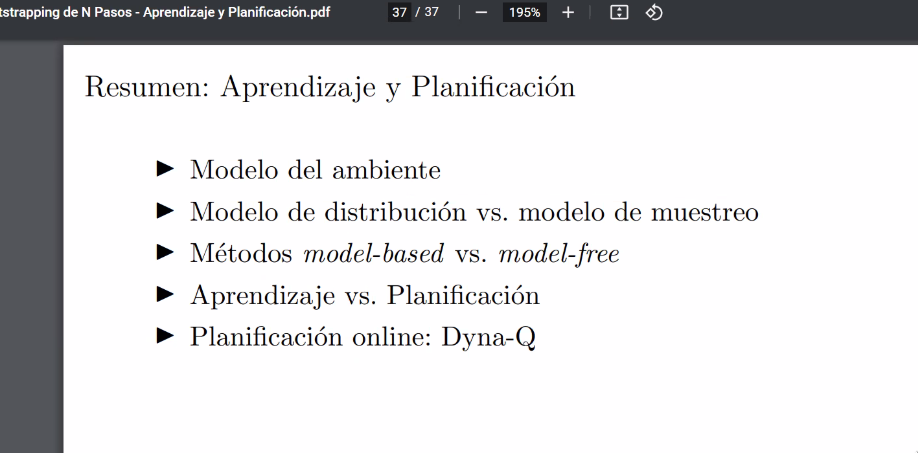 tstrapping de N Pasos - Aprendizaje y Planificación.pdf 37 / 37 195%
Resumen: Aprendizaje y Planificación
Modelo del ambiente
Modelo de distribución vs. modelo de muestreo
Métodos model-based vs. model-free
Aprendizaje vs. Planificación
Planificación online: Dyna-Q